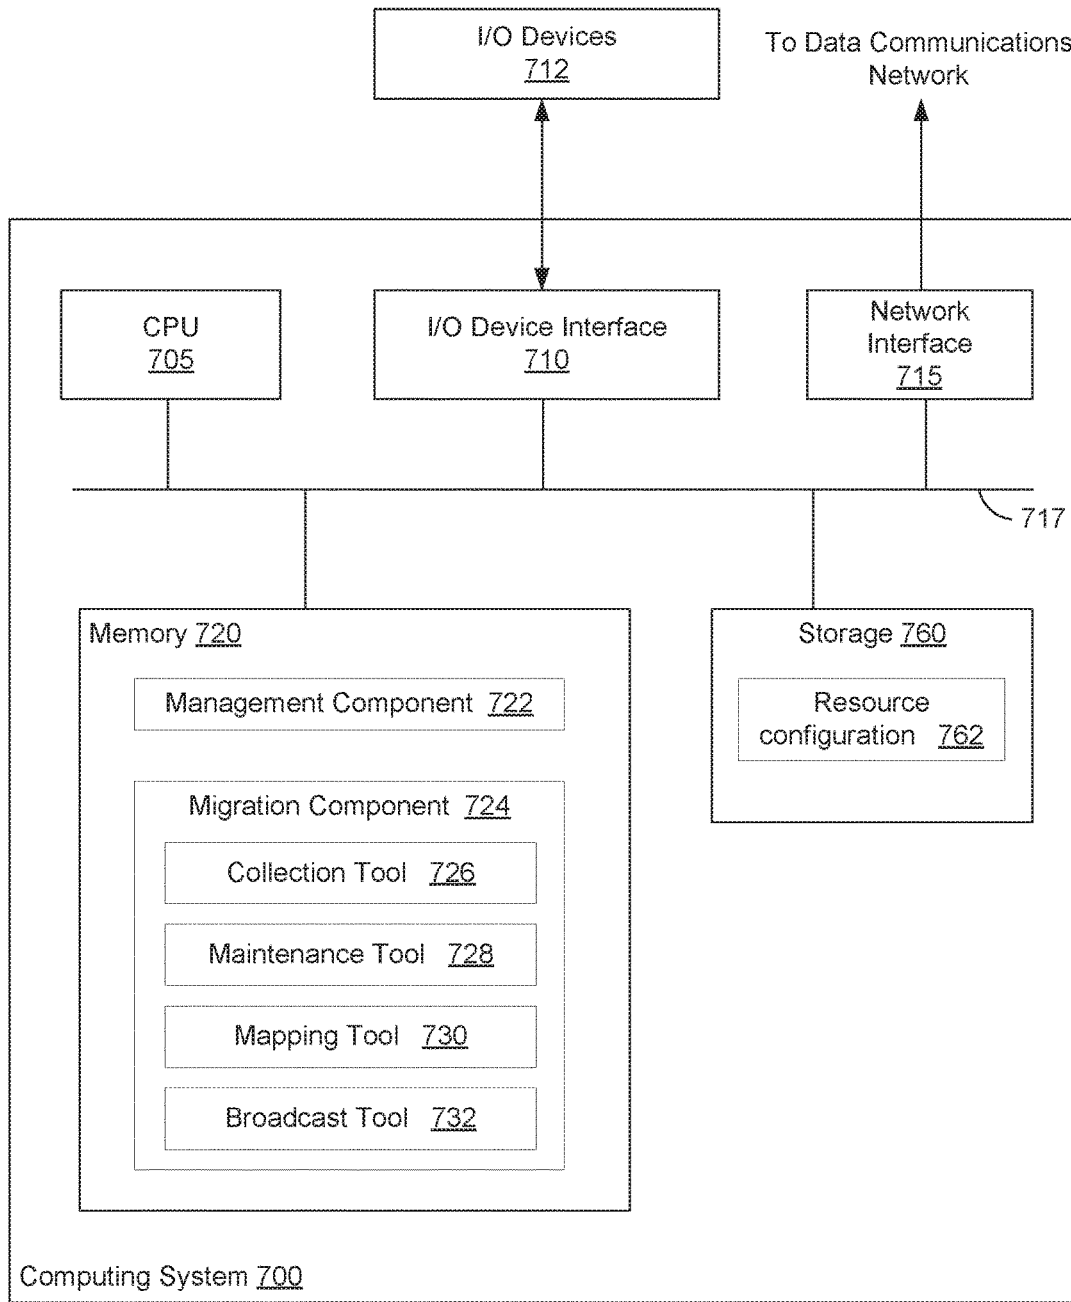 I/O Devices
712
To Data Communications
Network
CPU
705
I/O Device Interface
710
Network
Interface
715
717
Memory 720
Management Component 722
Migration Component 724
Collection Tool 726
Maintenance Tool 728
Mapping Tool 730
Broadcast Tool 732
Storage 760
Resource
configuration 762
Computing System 700